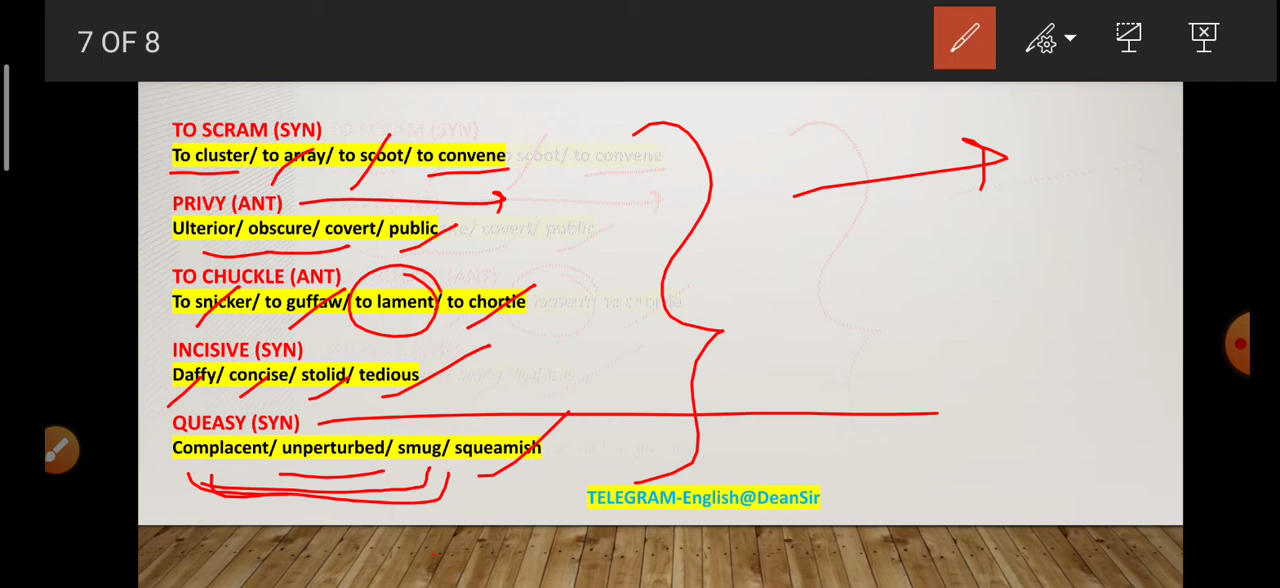 7 OF 8
TO SCRAM (SYN)
To cluster/ to array/ to scoot/ to convene
PRIVY (ANT)
Ulterior/ obscure/ covert/ public
TO CHUCKLE (ANT)
To snicker/ to guffaw/ to lament/ to chortle
INCISIVE (SYN)
Daffy/ concise/ stolid/ tedious
QUEASY (SYN)
Complacent/ unperturbed/ smug/ squeamish
TELEGRAM-English@DeanSir